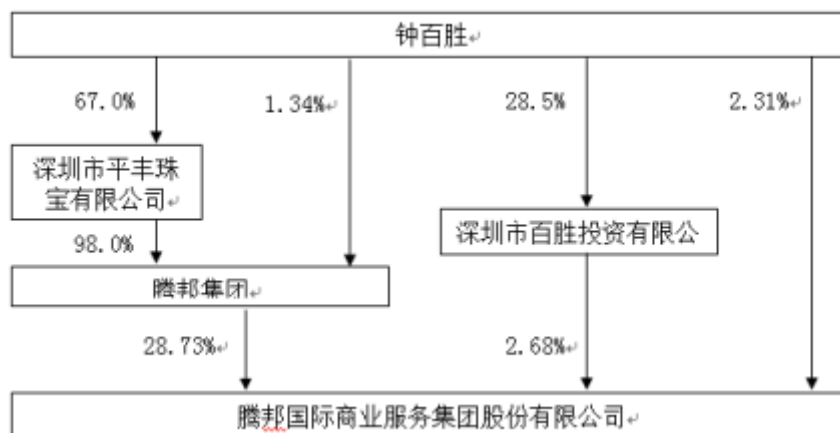 钟百胜
67.0%
1.34%
28.5%
2.31%
深圳市平丰珠
宝有限公司
98.0%
深圳市百胜投资有限公
腾邦集团
28.73%
2.68%
腾邦国际商业服务集团股份有限公司